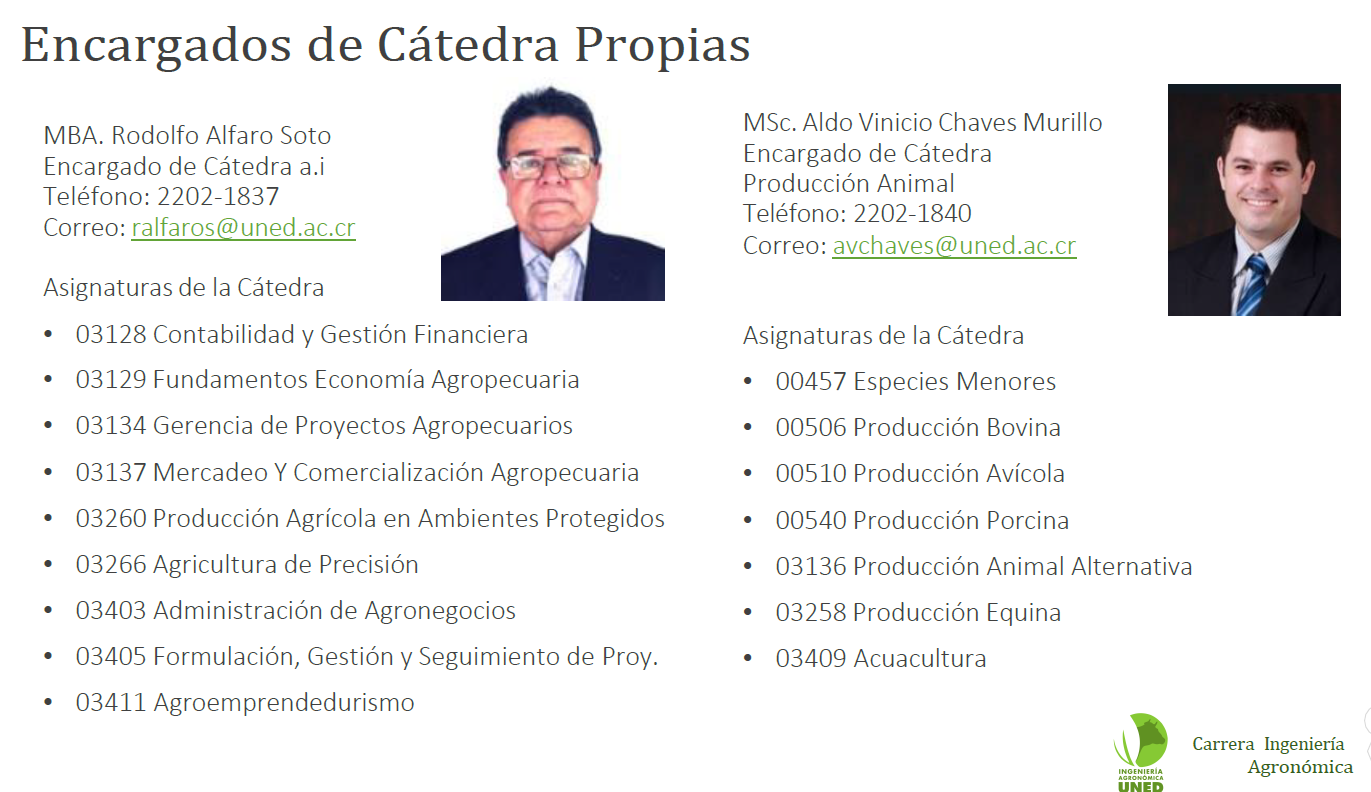 Encargados de Cátedra Propias
MBA. Rodolfo Alfaro Soto
Encargado de Cátedra a.i
Teléfono: 2202-1837
Correo: ralfaros@uned.ac.cr
Asignaturas de la Cátedra
• 03128 Contabilidad y Gestión Financiera
• 03129 Fundamentos Economía Agropecuaria
• 03134 Gerencia de Proyectos Agropecuarios
• 03137 Mercadeo Y Comercialización Agropecuaria
• 03260 Producción Agrícola en Ambientes Protegidos
• 03266 Agricultura de Precisión
• 03403 Administración de Agronegocios
• 03405 Formulación, Gestión y Seguimiento de Proy.
• 03411 Agroemprendedurismo
MSc. Aldo Vinicio Chaves Murillo
Encargado de Cátedra
Producción Animal
Teléfono: 2202-1840
Correo: avchaves@uned.ac.cr
Asignaturas de la Cátedra
• 00457 Especies Menores
• 00506 Producción Bovina
• 00510 Producción Avícola
• 00540 Producción Porcina
• 03136 Producción Animal Alternativa
• 03258 Producción Equina
• 03409 Acuacultura
INGENIERÍA
AGRONÓMICA
UNED
Carrera Ingeniería
Agronómica